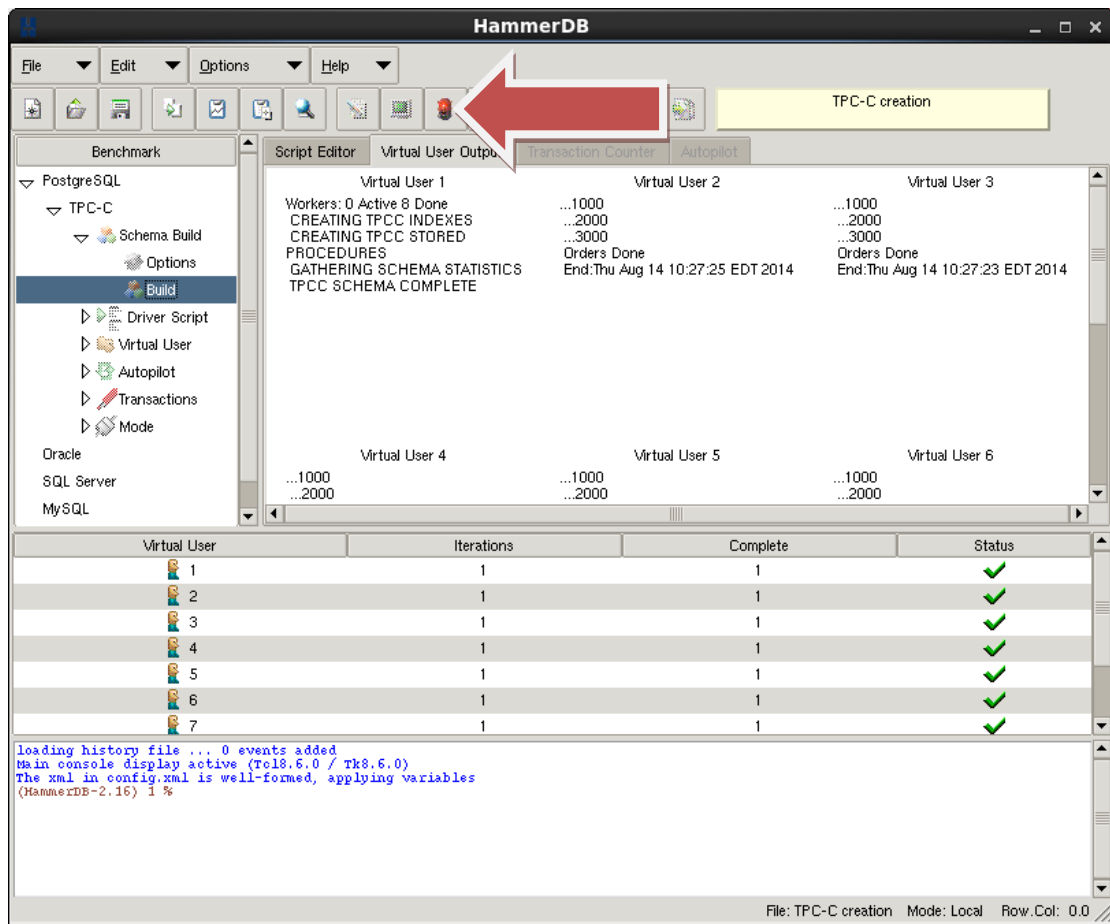 HammerDB
File Edit Options Help
TPC-C creation
Benchmark
Script Editor Virtual User Outpu Transaction Counter Autopilot
PostgreSQL
TPC-C
Schema Build
Options
Build
Driver Script
Virtual User
Autopilot
Transactions
Mode
Oracle
SQL Server
MySQL
Virtual User 1 Virtual User 2 Virtual User 3
Workers: 0 Active 8 Done ...1000 ...1000
CREATING TPCC INDEXES ...2000 ...2000
CREATING TPCC STORED ...3000 ...3000
PROCEDURES Orders Done Orders Done
GATHERING SCHEMA STATISTICS End:Thu Aug 14 10:27:25 EDT 2014 End:Thu Aug 14 10:27:23 EDT 2014
TPCC SCHEMA COMPLETE
Virtual User 4 Virtual User 5 Virtual User 6
...1000 ...1000 ...1000
...2000 ...2000 ...2000
Virtual User Iterations Complete Status
1 1 1
2 1 1
3 1 1
4 1 1
5 1 1
6 1 1
7 1 1
loading history file ... 0 events added
Main console display active (Tcl8.6.0 / Tk8.6.0)
The xml in config.xml is well-formed, applying variables
(HammerDB-2.16) 1 %
File: TPC-C creation Mode: Local Row.Col: 0.0